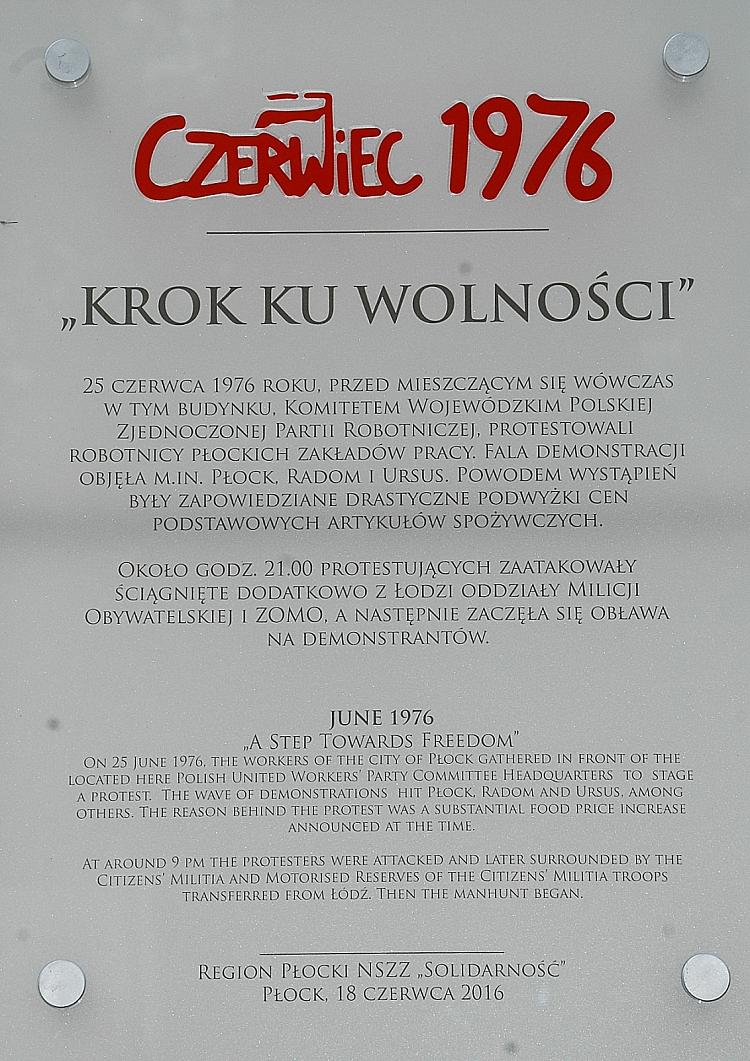 CZERWIEC 1976
„KROK KU WOLNOŚCI”
25 CZERWCA 1976 ROKU, PRZED MIESZCZĄCYM SIĘ WÓWCZAS
W TYM BUDYNKU, KOMITETEM WOJEWÓDZKIM POLSKIEJ
ZJEDNOCZONEJ PARTII ROBOTNICZEJ, PROTESTOWALI
ROBOTNICY PŁOCKICH ZAKŁADÓW PRACY. FALA DEMONSTRACJI
OBJĘŁA M.IN. PŁOCK, RADOM I URSUS. POWODEM WYSTĄPIEŃ
BYŁY ZAPOWIEDZIANE DRASTYCZNE PODWYŻKI CEN
PODSTAWOWYCH ARTYKUŁÓW SPOŻYWCZYCH.
OKOŁO GODZ. 21.00 PROTESTUJĄCYCH ZAATAKOWAŁY
ŚCIĄGNIĘTE DODATKOWO Z ŁODZI ODDZIAŁY MILICJI
OBYWATELSKIEJ I ZOMO, A NASTĘPNIE ZACZĘŁA SIĘ OBŁAWA
NA DEMONSTRANTÓW.
JUNE 1976
„A STEP TOWARDS FREEDOM”
ON 25 JUNE 1976, THE WORKERS OF THE CITY OF PŁOCK GATHERED IN FRONT OF THE
LOCATED HERE POLISH UNITED WORKERS' PARTY COMMITTEE HEADQUARTERS TO STAGE
A PROTEST. THE WAVE OF DEMONSTRATIONS HIT PŁOCK, RADOM AND URSUS, AMONG
OTHERS. THE REASON BEHIND THE PROTEST WAS A SUBSTANTIAL FOOD PRICE INCREASE
ANNOUNCED AT THE TIME.
AT AROUND 9 PM THE PROTESTERS WERE ATTACKED AND LATER SURROUNDED BY THE
CITIZENS' MILITIA AND MOTORISED RESERVES OF THE CITIZENS' MILITIA TROOPS
TRANSFERRED FROM ŁÓDŹ. THEN THE MANHUNT BEGAN.
REGION PŁOCKI NSZZ „SOLIDARNOŚĆ”
PŁOCK, 18 CZERWCA 2016